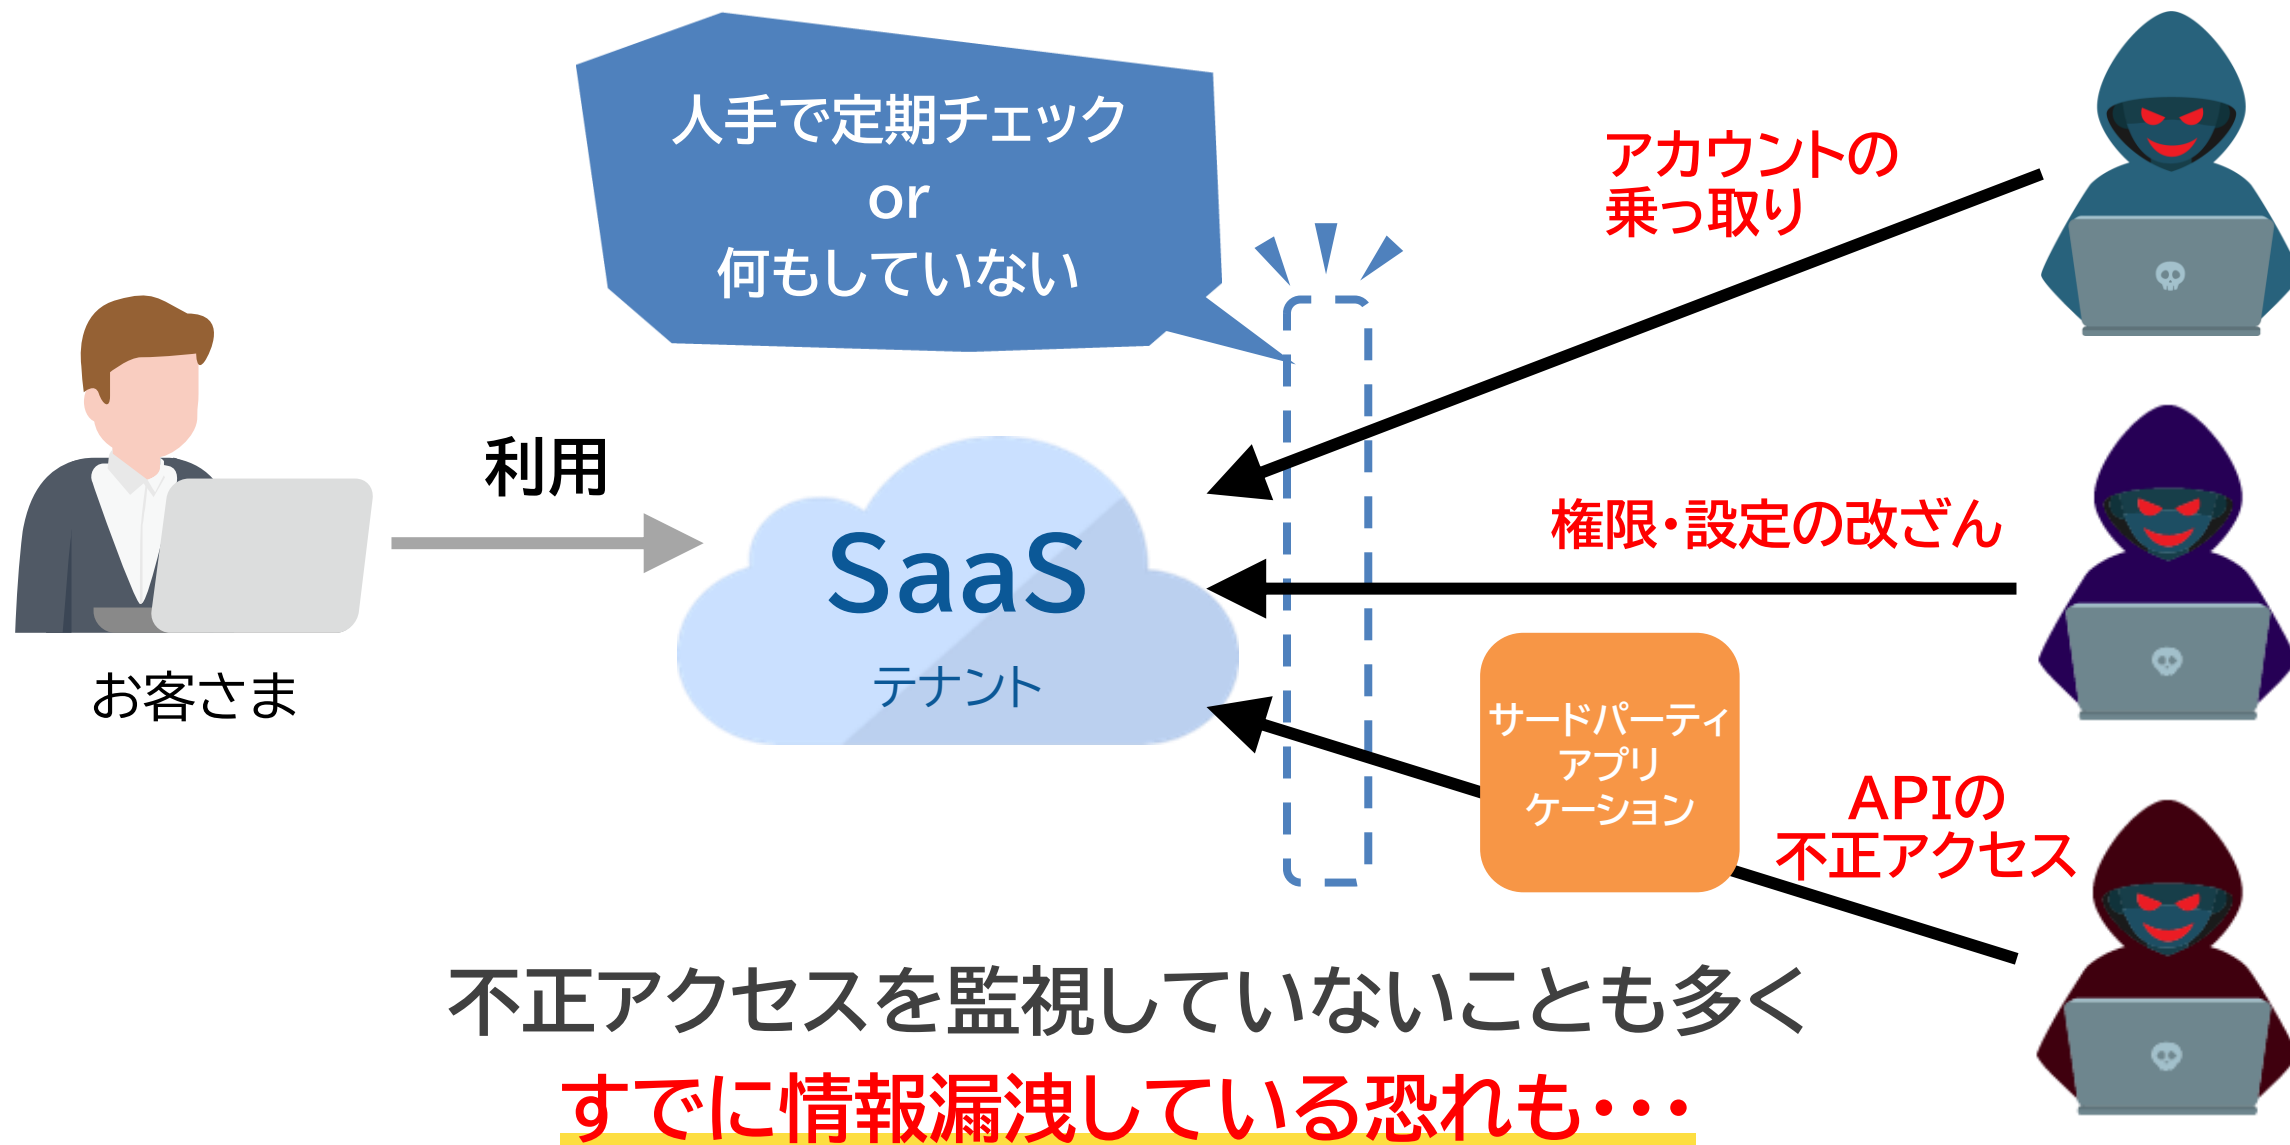 人手で定期チェック
or
何もしていない
アカウントの
乗っ取り
利用
権限・設定の改ざん
SaaS
テナント
お客さま
サードパーティ
アプリ
ケーション
APIの
不正アクセス
不正アクセスを監視していないことも多く
すでに情報漏洩している恐れも・・・